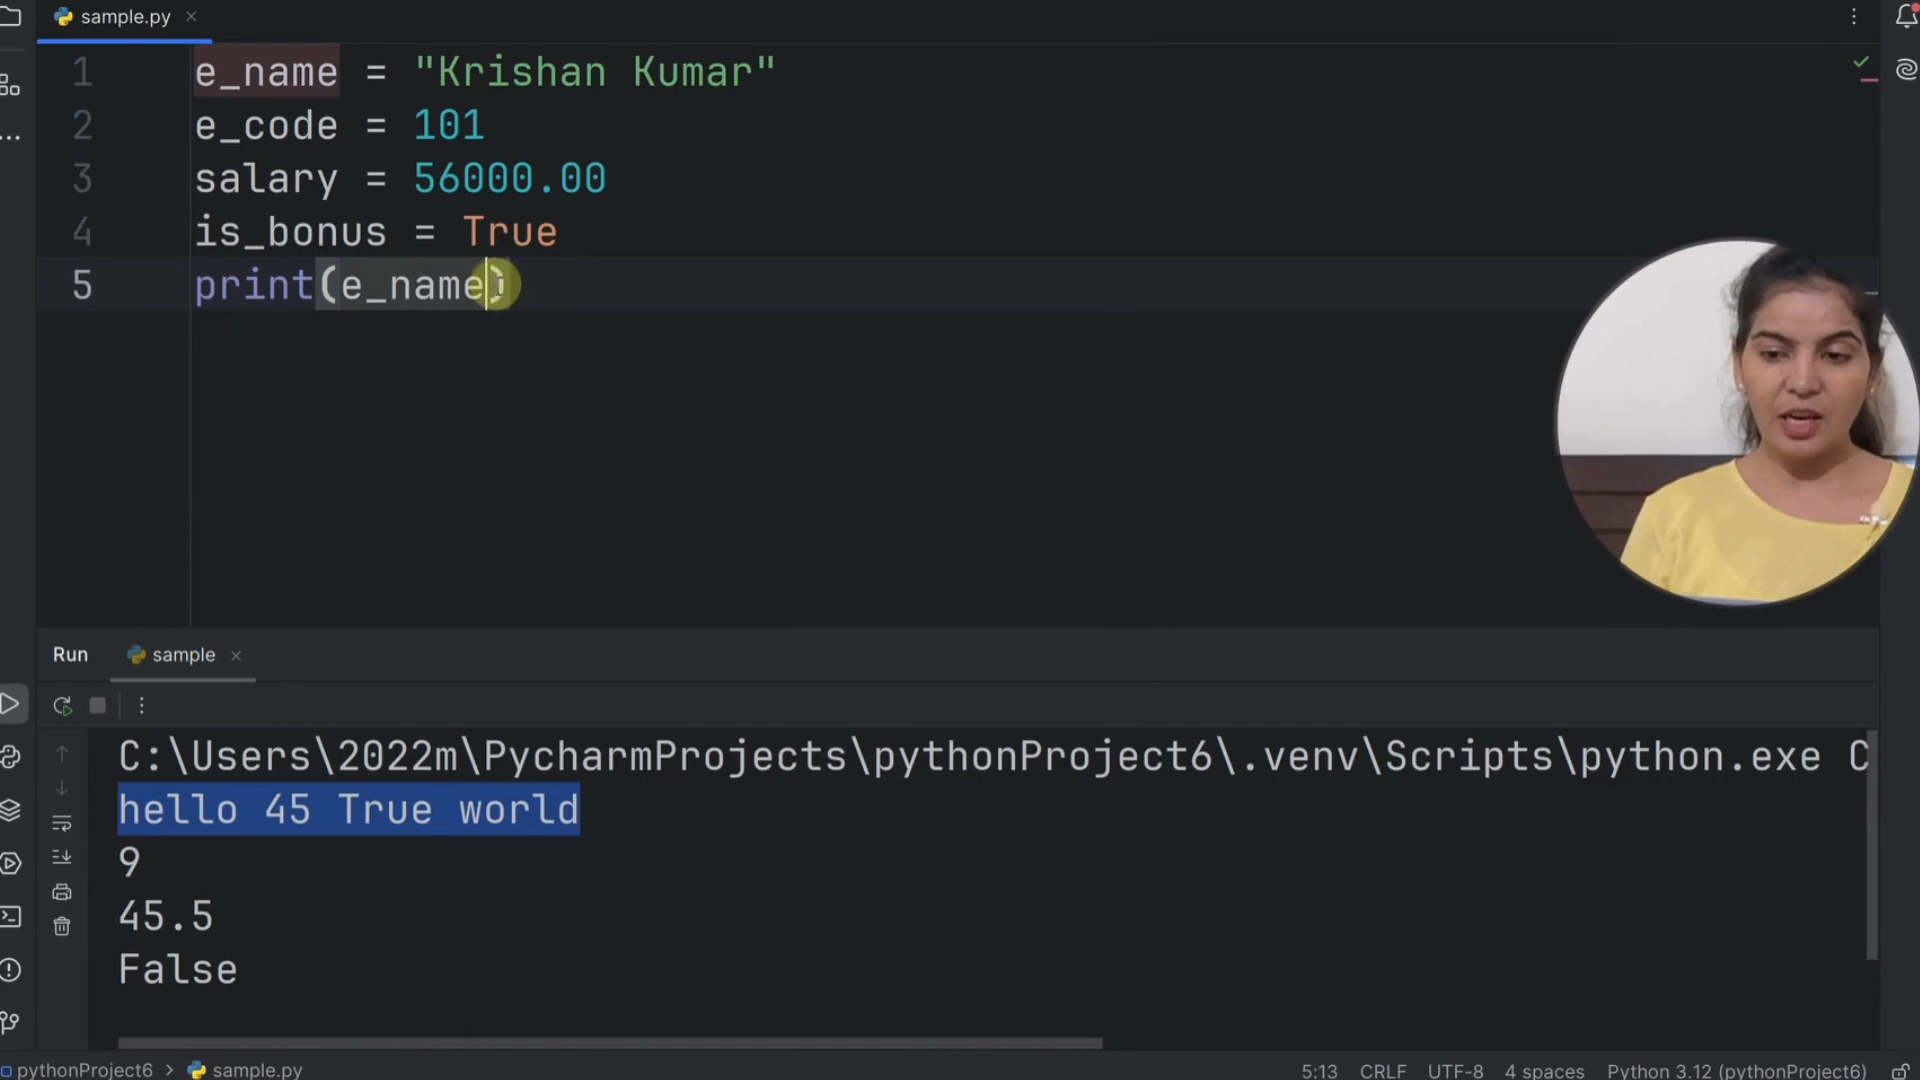 sample.py
1 e_name = "Krishan Kumar"
2 e_code = 101
3 salary = 56000.00
4 is_bonus = True
5 print(e_name)
Run sample
C:\Users\2022m\PycharmProjects\pythonProject6\.venv\Scripts\python.exe C
hello 45 True world
9
45.5
False
pythonProject6 > sample.py 5:13 CRLF UTF-8 4 spaces Python 3.12 (pythonProject6)